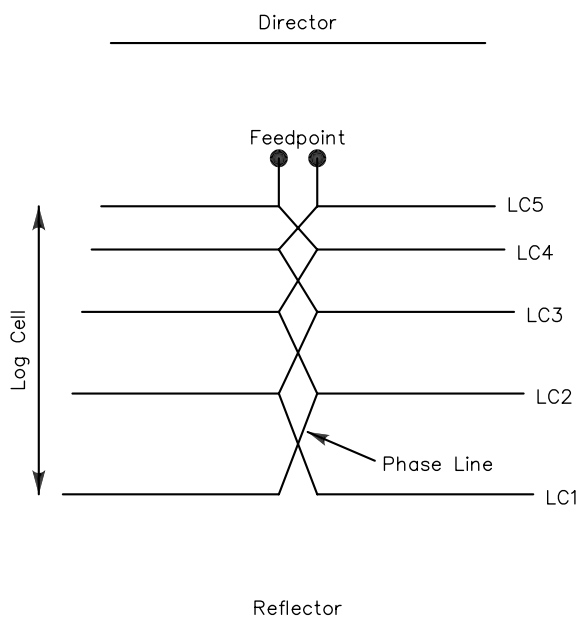 Director
Feedpoint
LC5
LC4
LC3
LC2
LC1
Log Cell
Phase Line
Reflector